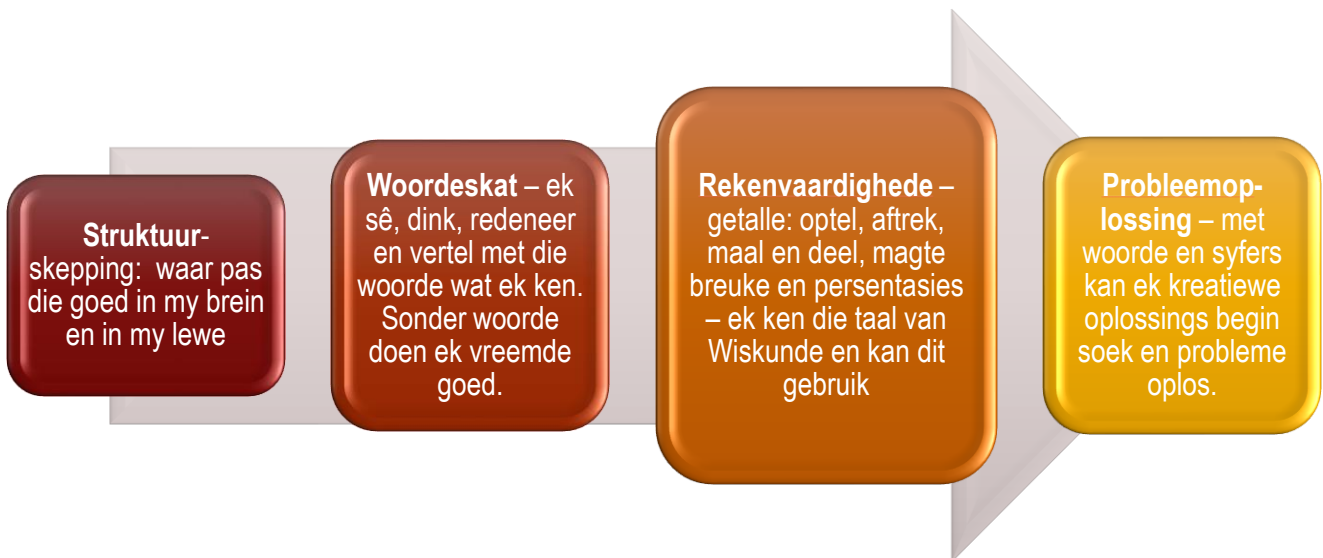 Struktuur-
skepping: waar pas
die goed in my brein
en in my lewe
Woordeskat – ek
sê, dink, redeneer
en vertel met die
woorde wat ek ken.
Sonder woorde
doen ek vreemde
goed.
Rekenvaardighede –
getalle: optel, aftrek,
maal en deel, magte
breuke en persentasies
– ek ken die taal van
Wiskunde en kan dit
gebruik
Probleemop-
lossing – met
woorde en syfers
kan ek kreatiewe
oplossings begin
soek en probleme
oplos.